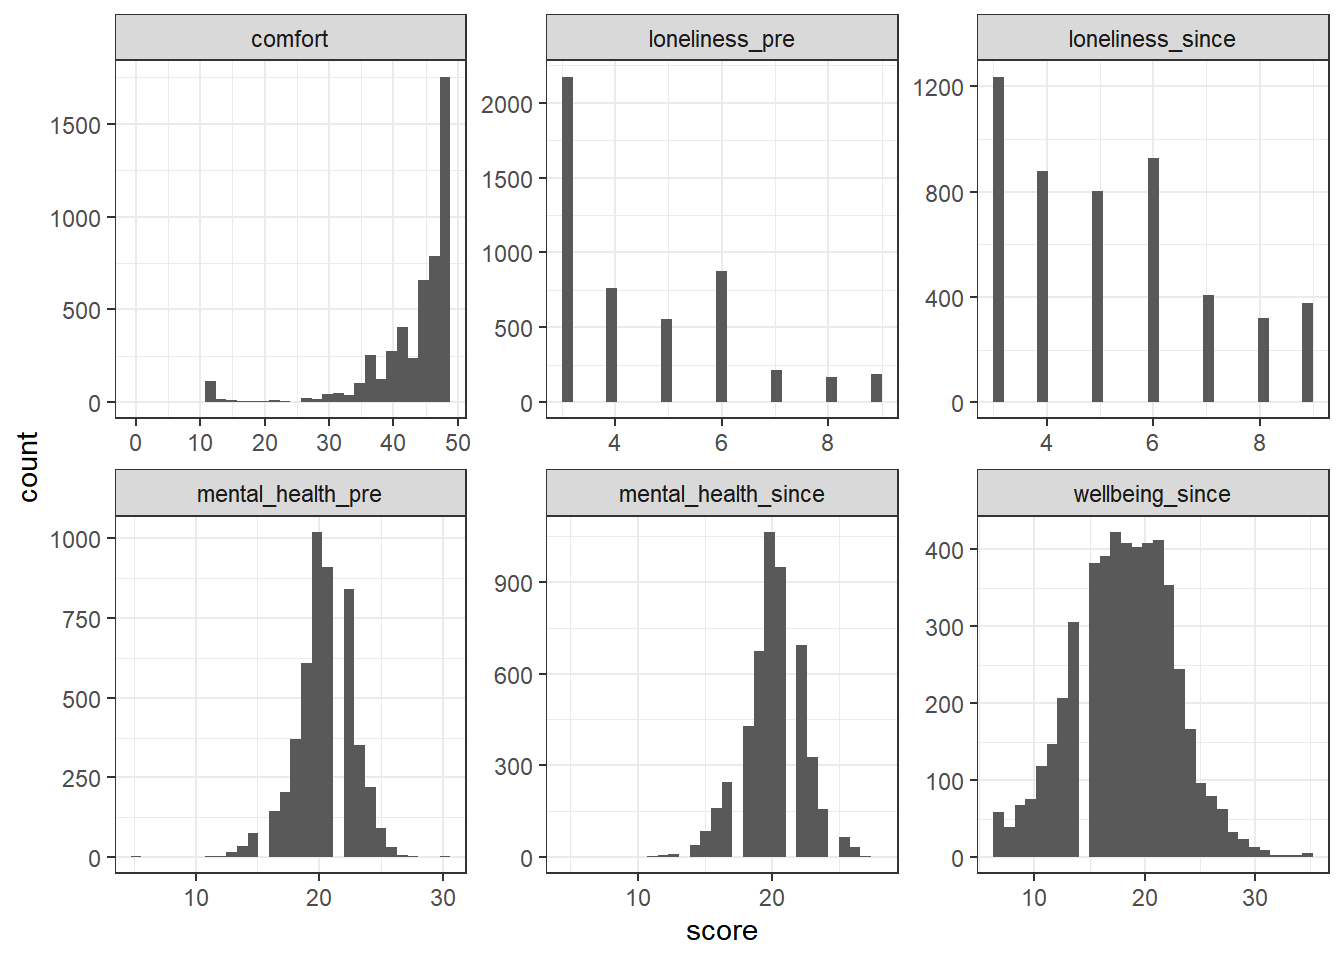 comfort
loneliness_pre
loneliness_since
1500
1000
500
0
0 10 20 30 40 50
2000
1500
1000
500
0
4 6 8
1200
800
400
0
4 6 8
count
mental_health_pre
mental_health_since
wellbeing_since
1000
750
500
250
0
10 20 30
900
600
300
0
10 20
400
300
200
100
0
10 20 30
score